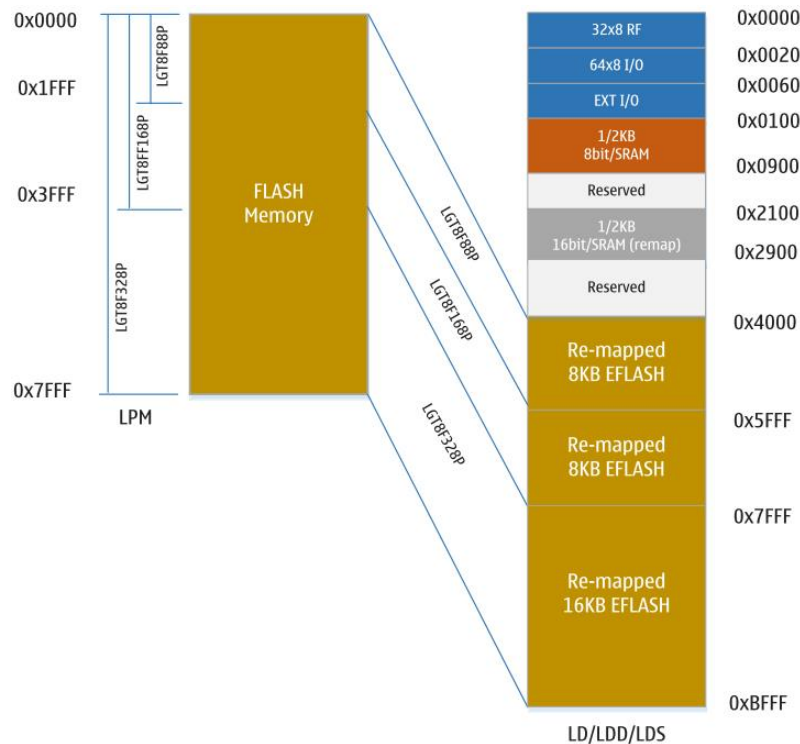 0x0000
0x1FFF
0x3FFF
0x7FFF
LGT8F88P
LGT8FF168P
LGT8F328P
FLASH
Memory
LPM
LGT8F88P
LGT8F168P
LGT8F328P
32x8 RF
64x8 I/O
EXT I/O
1/2KB
8bit/SRAM
Reserved
1/2KB
16bit/SRAM (remap)
Reserved
Re-mapped
8KB EFLASH
Re-mapped
8KB EFLASH
Re-mapped
16KB EFLASH
0x0000
0x0020
0x0060
0x0100
0x0900
0x2100
0x2900
0x4000
0x5FFF
0x7FFF
0xBFFF
LD/LDD/LDS